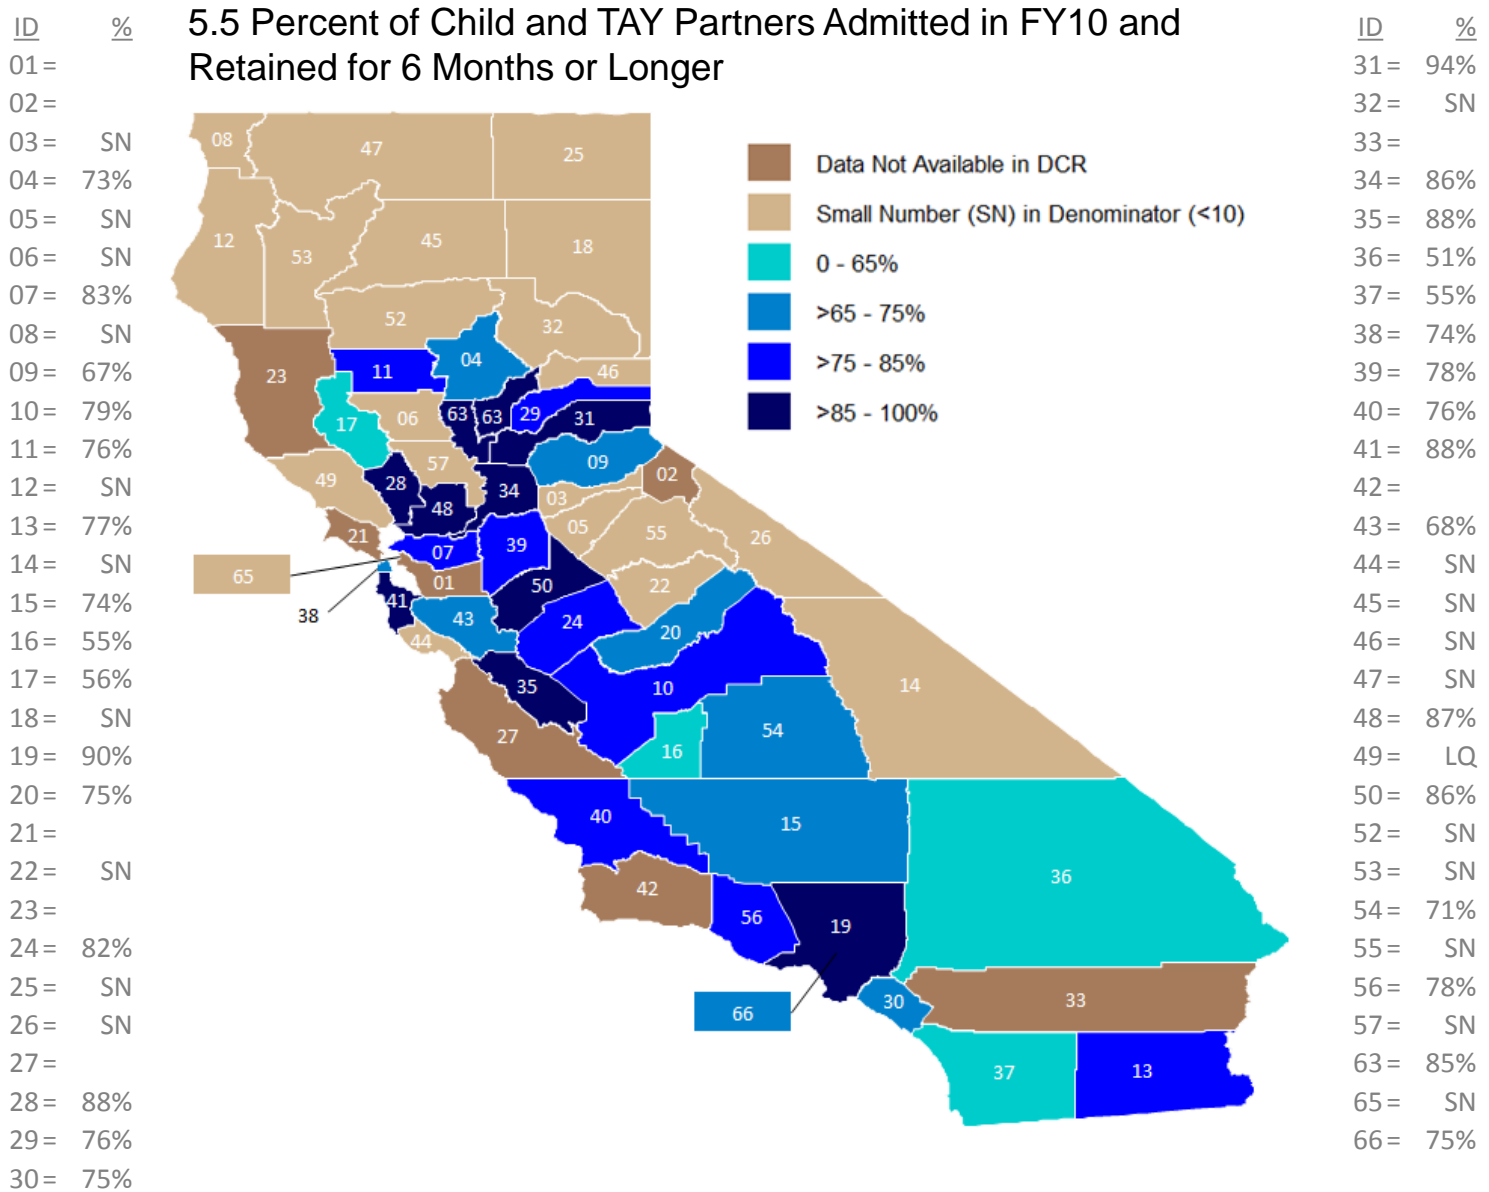 5.5 Percent of Child and TAY Partners Admitted in FY10 and
Retained for 6 Months or Longer
ID %
01 =
02 =
03 = SN
04 = 73%
05 = SN
06 = SN
07 = 83%
08 = SN
09 = 67%
10 = 79%
11 = 76%
12 = SN
13 = 77%
14 = SN
15 = 74%
16 = 55%
17 = 56%
18 = SN
19 = 90%
20 = 75%
21 =
22 = SN
23 =
24 = 82%
25 = SN
26 = SN
27 =
28 = 88%
29 = 76%
30 = 75%
08
47
25
12
53
45
18
52
32
23
11
04
46
17
06
63
63
29
31
49
57
09
02
28
48
34
03
05
55
26
21
07
39
65
01
50
22
38
41
43
24
20
44
35
10
14
27
16
54
40
15
42
56
19
36
66
30
33
37
13
Data Not Available in DCR
Small Number (SN) in Denominator (<10)
0 - 65%
>65 - 75%
>75 - 85%
>85 - 100%
ID %
31 = 94%
32 = SN
33 =
34 = 86%
35 = 88%
36 = 51%
37 = 55%
38 = 74%
39 = 78%
40 = 76%
41 = 88%
42 =
43 = 68%
44 = SN
45 = SN
46 = SN
47 = SN
48 = 87%
49 = LQ
50 = 86%
52 = SN
53 = SN
54 = 71%
55 = SN
56 = 78%
57 = SN
63 = 85%
65 = SN
66 = 75%